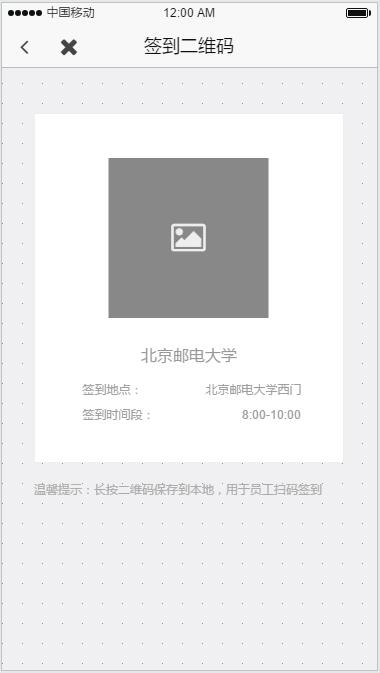 中国移动 12:00 AM
签到二维码
北京邮电大学
签到地点： 北京邮电大学西门
签到时间段： 8:00-10:00
温馨提示：长按二维码保存到本地，用于员工扫码签到